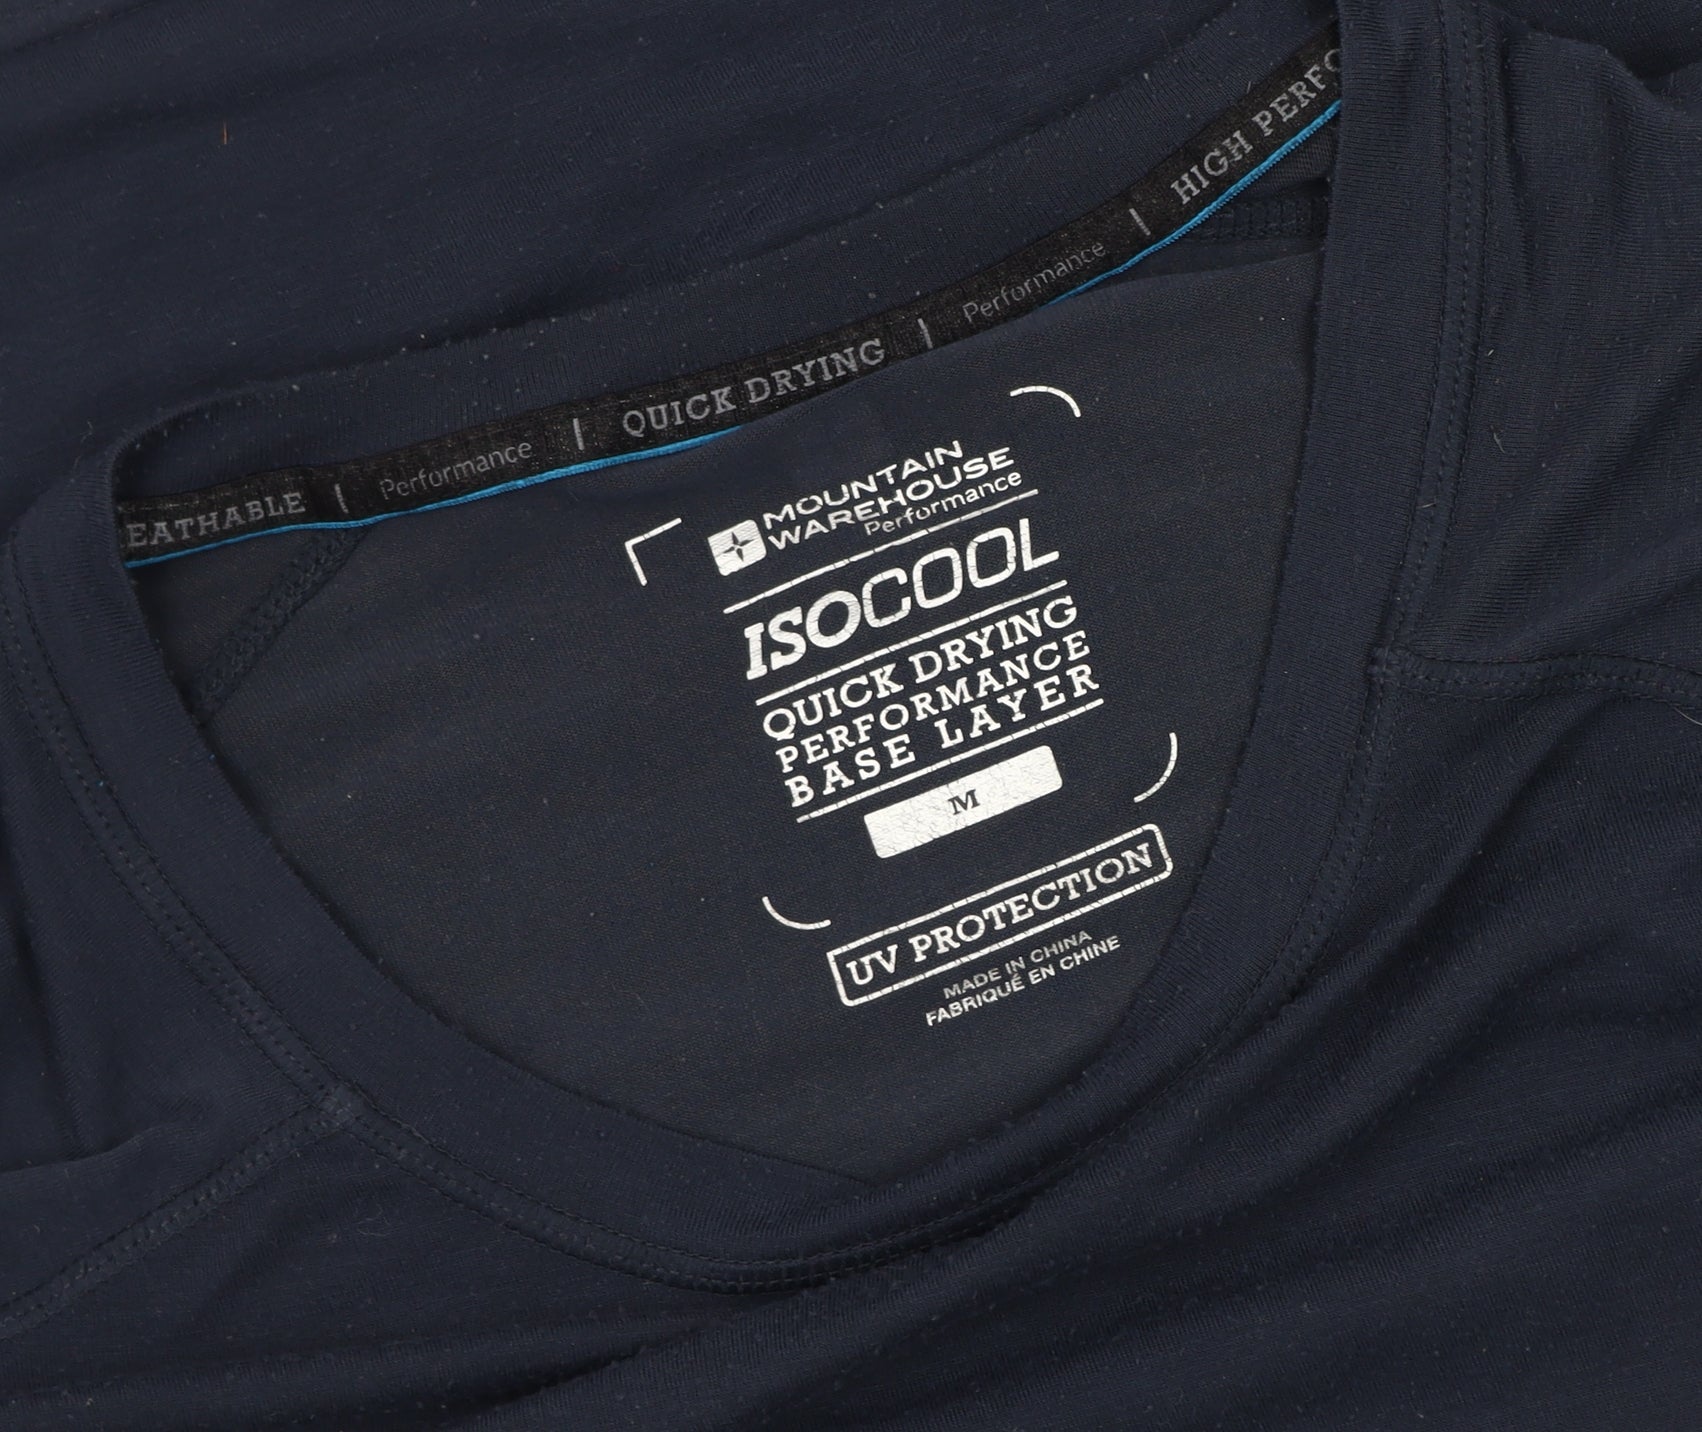 EATHABLE | Performance | QUICK DRYING | Performance | HIGH PERFO
MOUNTAIN
WAREHOUSE
Performance
ISOCOOL
QUICK DRYING
PERFORMANCE
BASE LAYER
M
UV PROTECTION
MADE IN CHINA
FABRIQUÉ EN CHINE